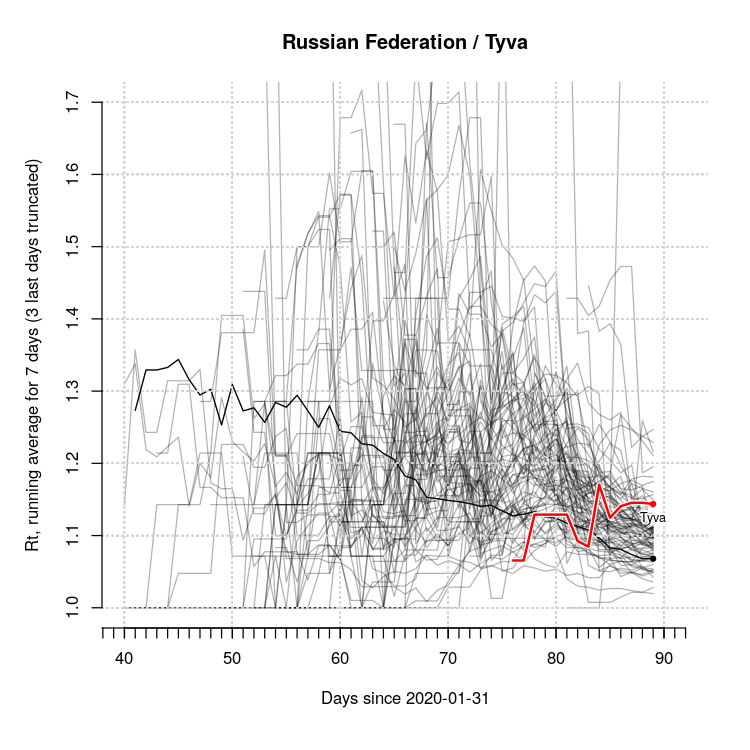 Russian Federation / Tyva
Rt, running average for 7 days (3 last days truncated)
1.7
1.6
1.5
1.4
1.3
1.2
1.1
1.0
Tyva
40 50 60 70 80 90
Days since 2020-01-31